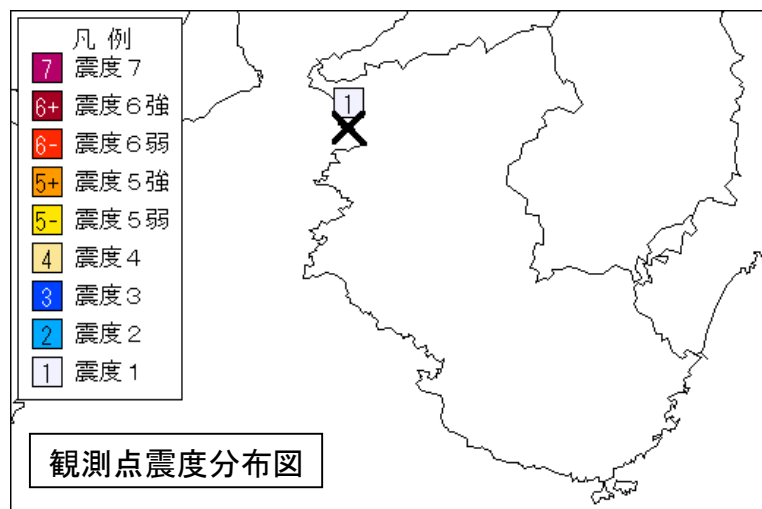 凡例
7 震度７
6+ 震度６強
6- 震度６弱
5+ 震度５強
5- 震度５弱
4 震度４
3 震度３
2 震度２
1 震度１
1
観測点震度分布図